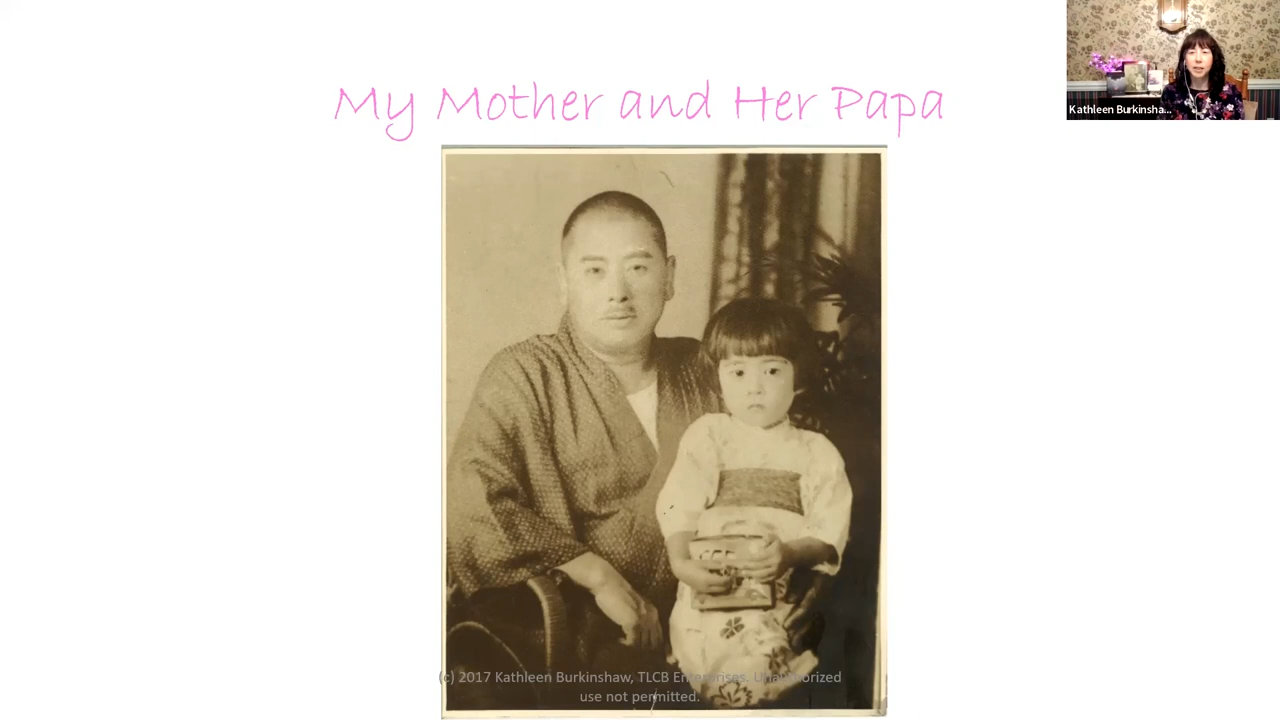 My Mother and Her Papa
Kathleen Burkinsha...
(c) 2017 Kathleen Burkinshaw, TLCB Enterprises. Unauthorized
use not permitted.